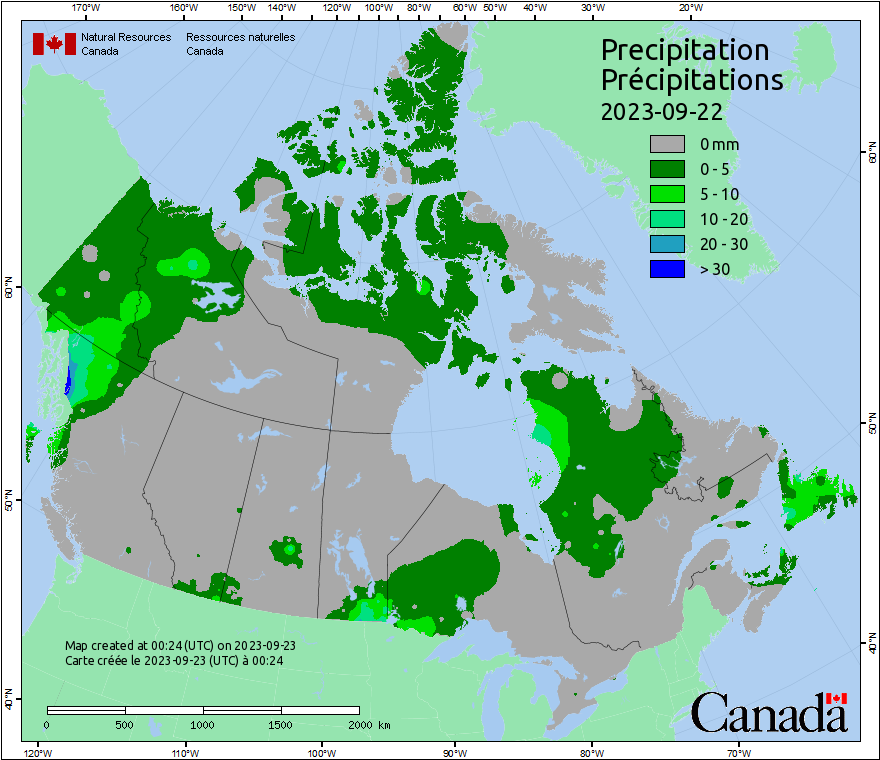 170°W 160°W 150°W 140°W 120°W 100°W 80°W 60°W 50°W 40°W 30°W 20°W
Natural Resources Ressources naturelles
Canada Canada
Precipitation
Précipitations
2023-09-22
0 mm
0 - 5
5 - 10
10 - 20
20 - 30
> 30
60°N
60°N
50°N
50°N
40°N
40°N
Map created at 00:24 (UTC) on 2023-09-23
Carte créée le 2023-09-23 (UTC) à 00:24
0 500 1000 1500 2000 km
Canada
120°W 110°W 100°W 90°W 80°W 70°W